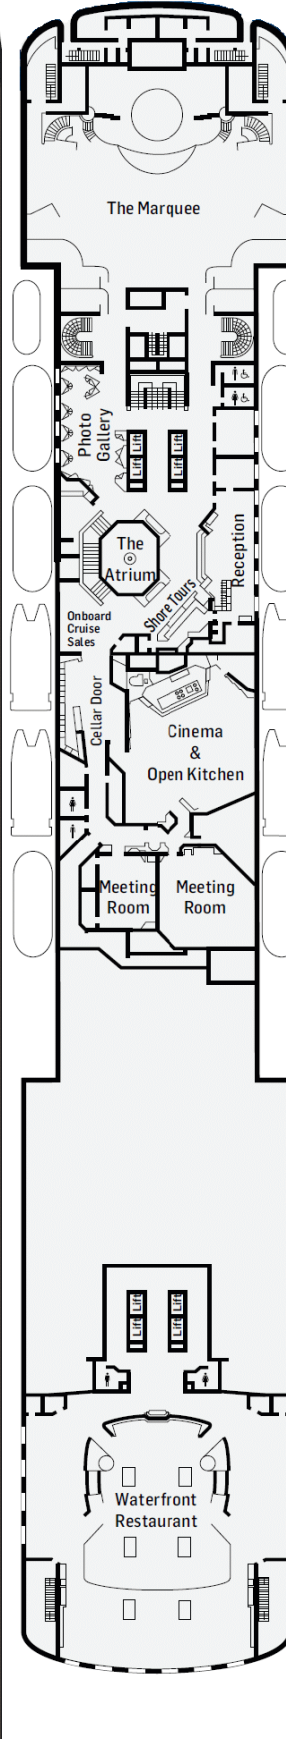 The Marquee
Lift
Lift
Lift
Lift
Photo
Gallery
Reception
The
Atrium
Shore Tours
Onboard
Cruise
Sales
Cellar Door
Cinema
&
Open Kitchen
Meeting
Room
Meeting
Room
Lift
Lift
Lift
Lift
Waterfront
Restaurant